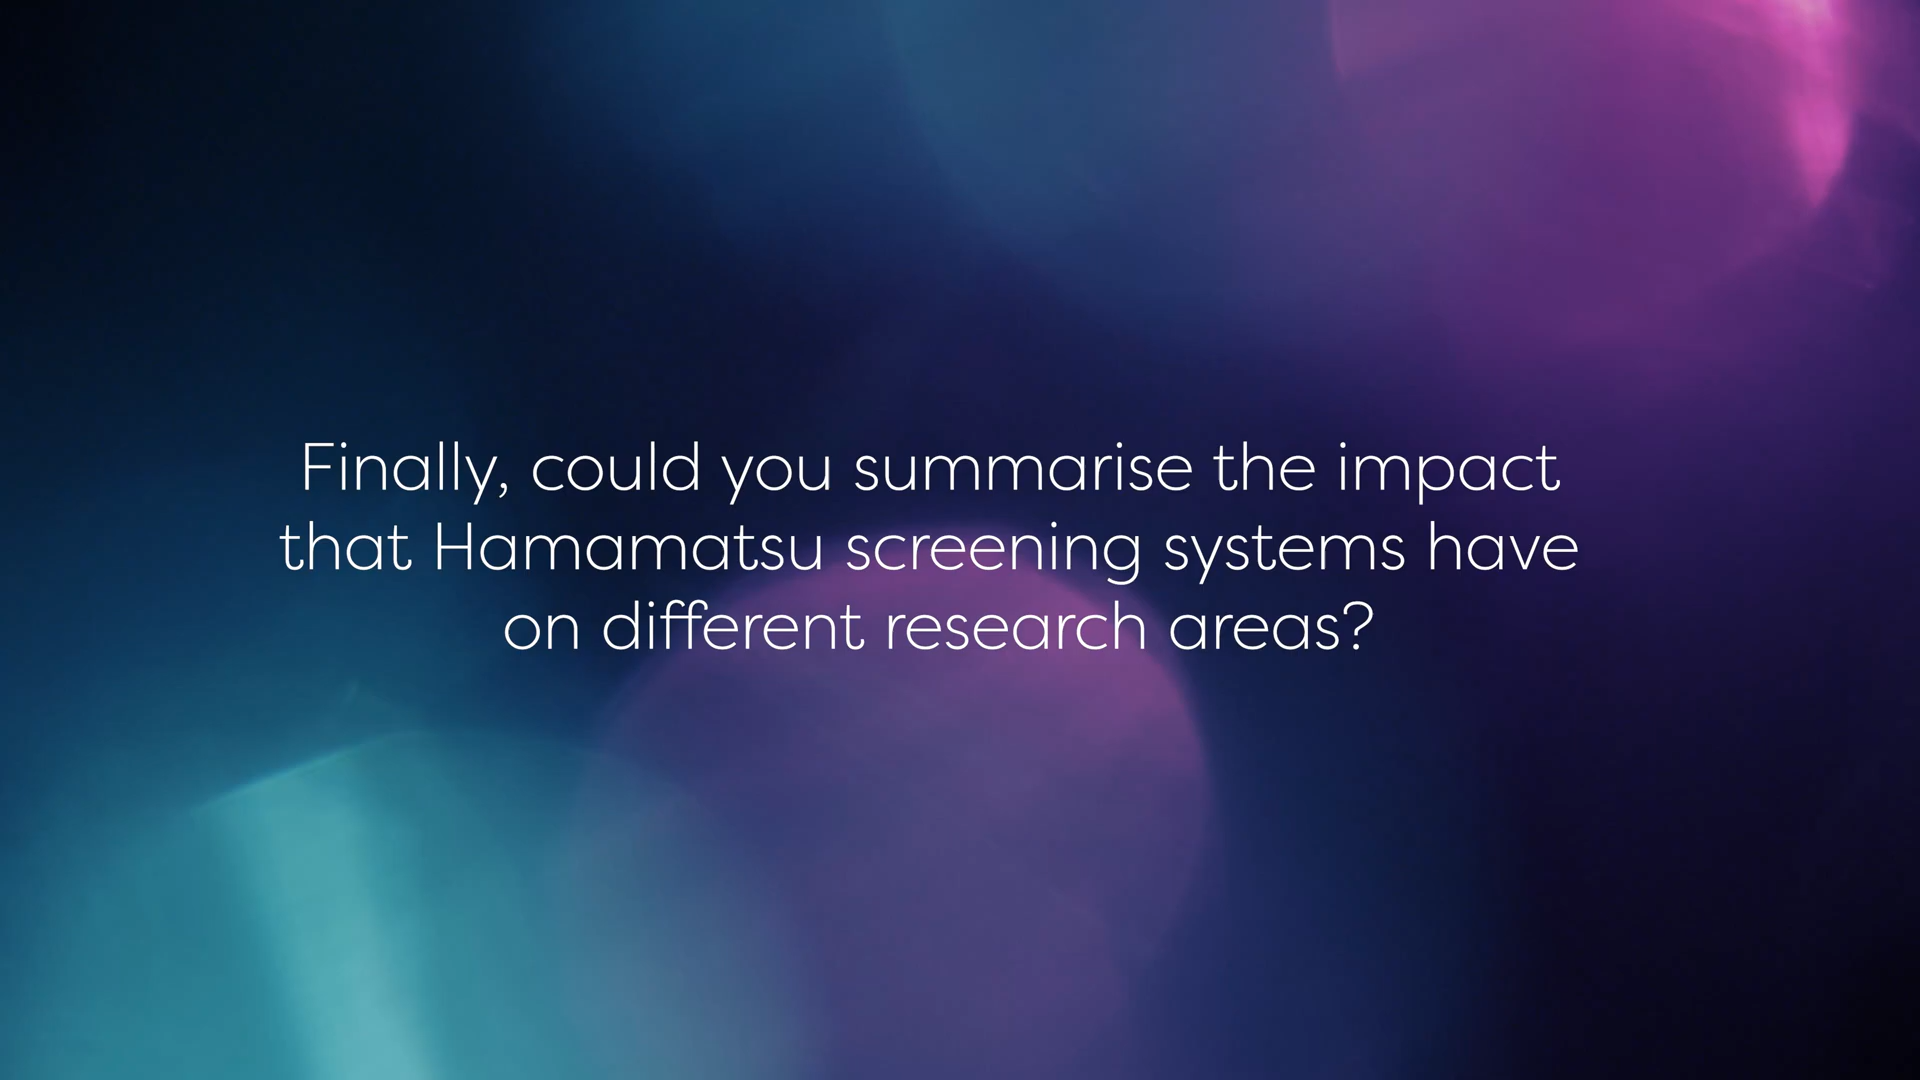 Finally, could you summarise the impact
that Hamamatsu screening systems have
on different research areas?